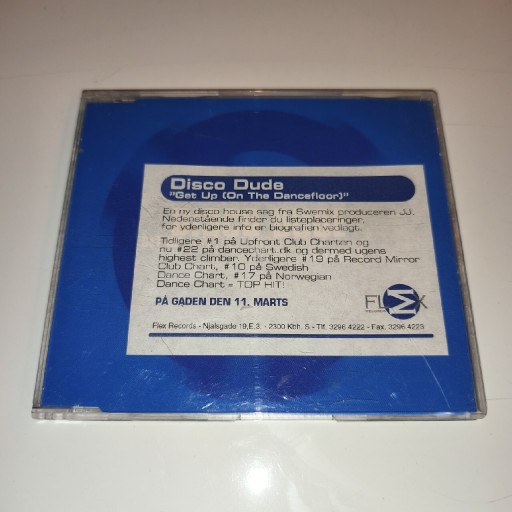 Disco Dude
"Get Up (On The Dancefloor)"
En ny disco house sag fra Swemix produceren JJ.
Nedenstående finder du listeplaceringer,
for yderligere info er biografien vedlagt.
Tidligere #1 på Upfront Club Charten og
nu #22 på dancechart.dk og dermed ugens
highest climber. Yderligere #19 på Record Mirror
Club Chart, #10 på Swedish
Dance Chart, #17 på Norwegian
Dance Chart = TOP HIT!
PÅ GADEN DEN 11. MARTS
FLEX
Flex Records - Njalsgade 19,E,3. - 2300 Kbh. S - Tlf. 3296 4222 - Fax. 3296 4223